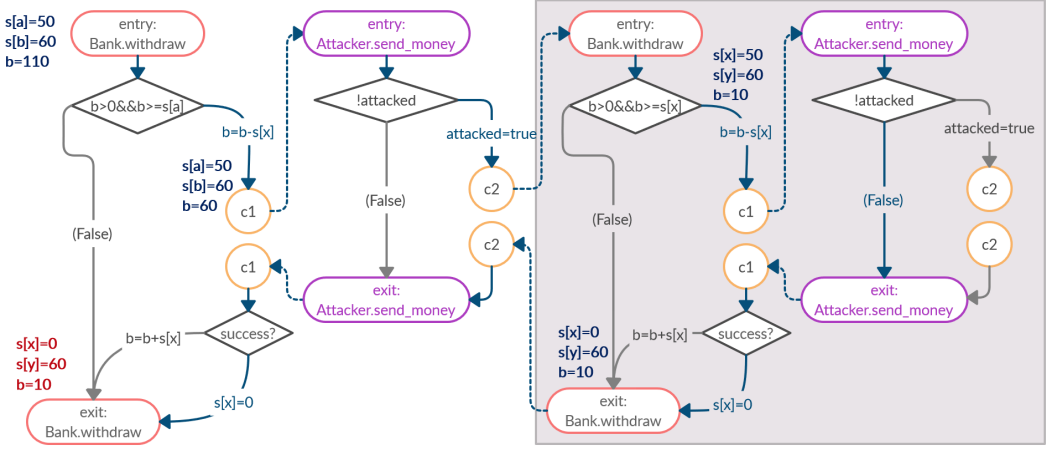 s[a]=50
s[b]=60
b=110
entry:
Bank.withdraw
b>0&&b>=s[a]
b=b-s[x]
s[a]=50
s[b]=60
b=60
c1
(False)
c1
success?
b=b+s[x]
s[x]=0
s[x]=0
s[y]=60
b=10
exit:
Bank.withdraw
entry:
Attacker.send_money
!attacked
attacked=true
(False)
c2
c2
exit:
Attacker.send_money
entry:
Bank.withdraw
s[x]=50
s[y]=60
b=10
b>0&&b>=s[x]
b=b-s[x]
c1
(False)
c1
success?
b=b+s[x]
s[x]=0
s[x]=0
s[y]=60
b=10
exit:
Bank.withdraw
entry:
Attacker.send_money
!attacked
attacked=true
(False)
c2
c2
exit:
Attacker.send_money